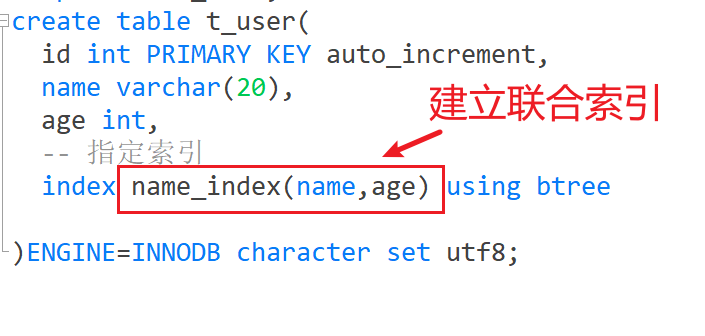 create table t_user(
id int PRIMARY KEY auto_increment,
name varchar(20),
建立联合索引
age int,
-- 指定索引
index name_index(name,age) using btree
)ENGINE=INNODB character set utf8;